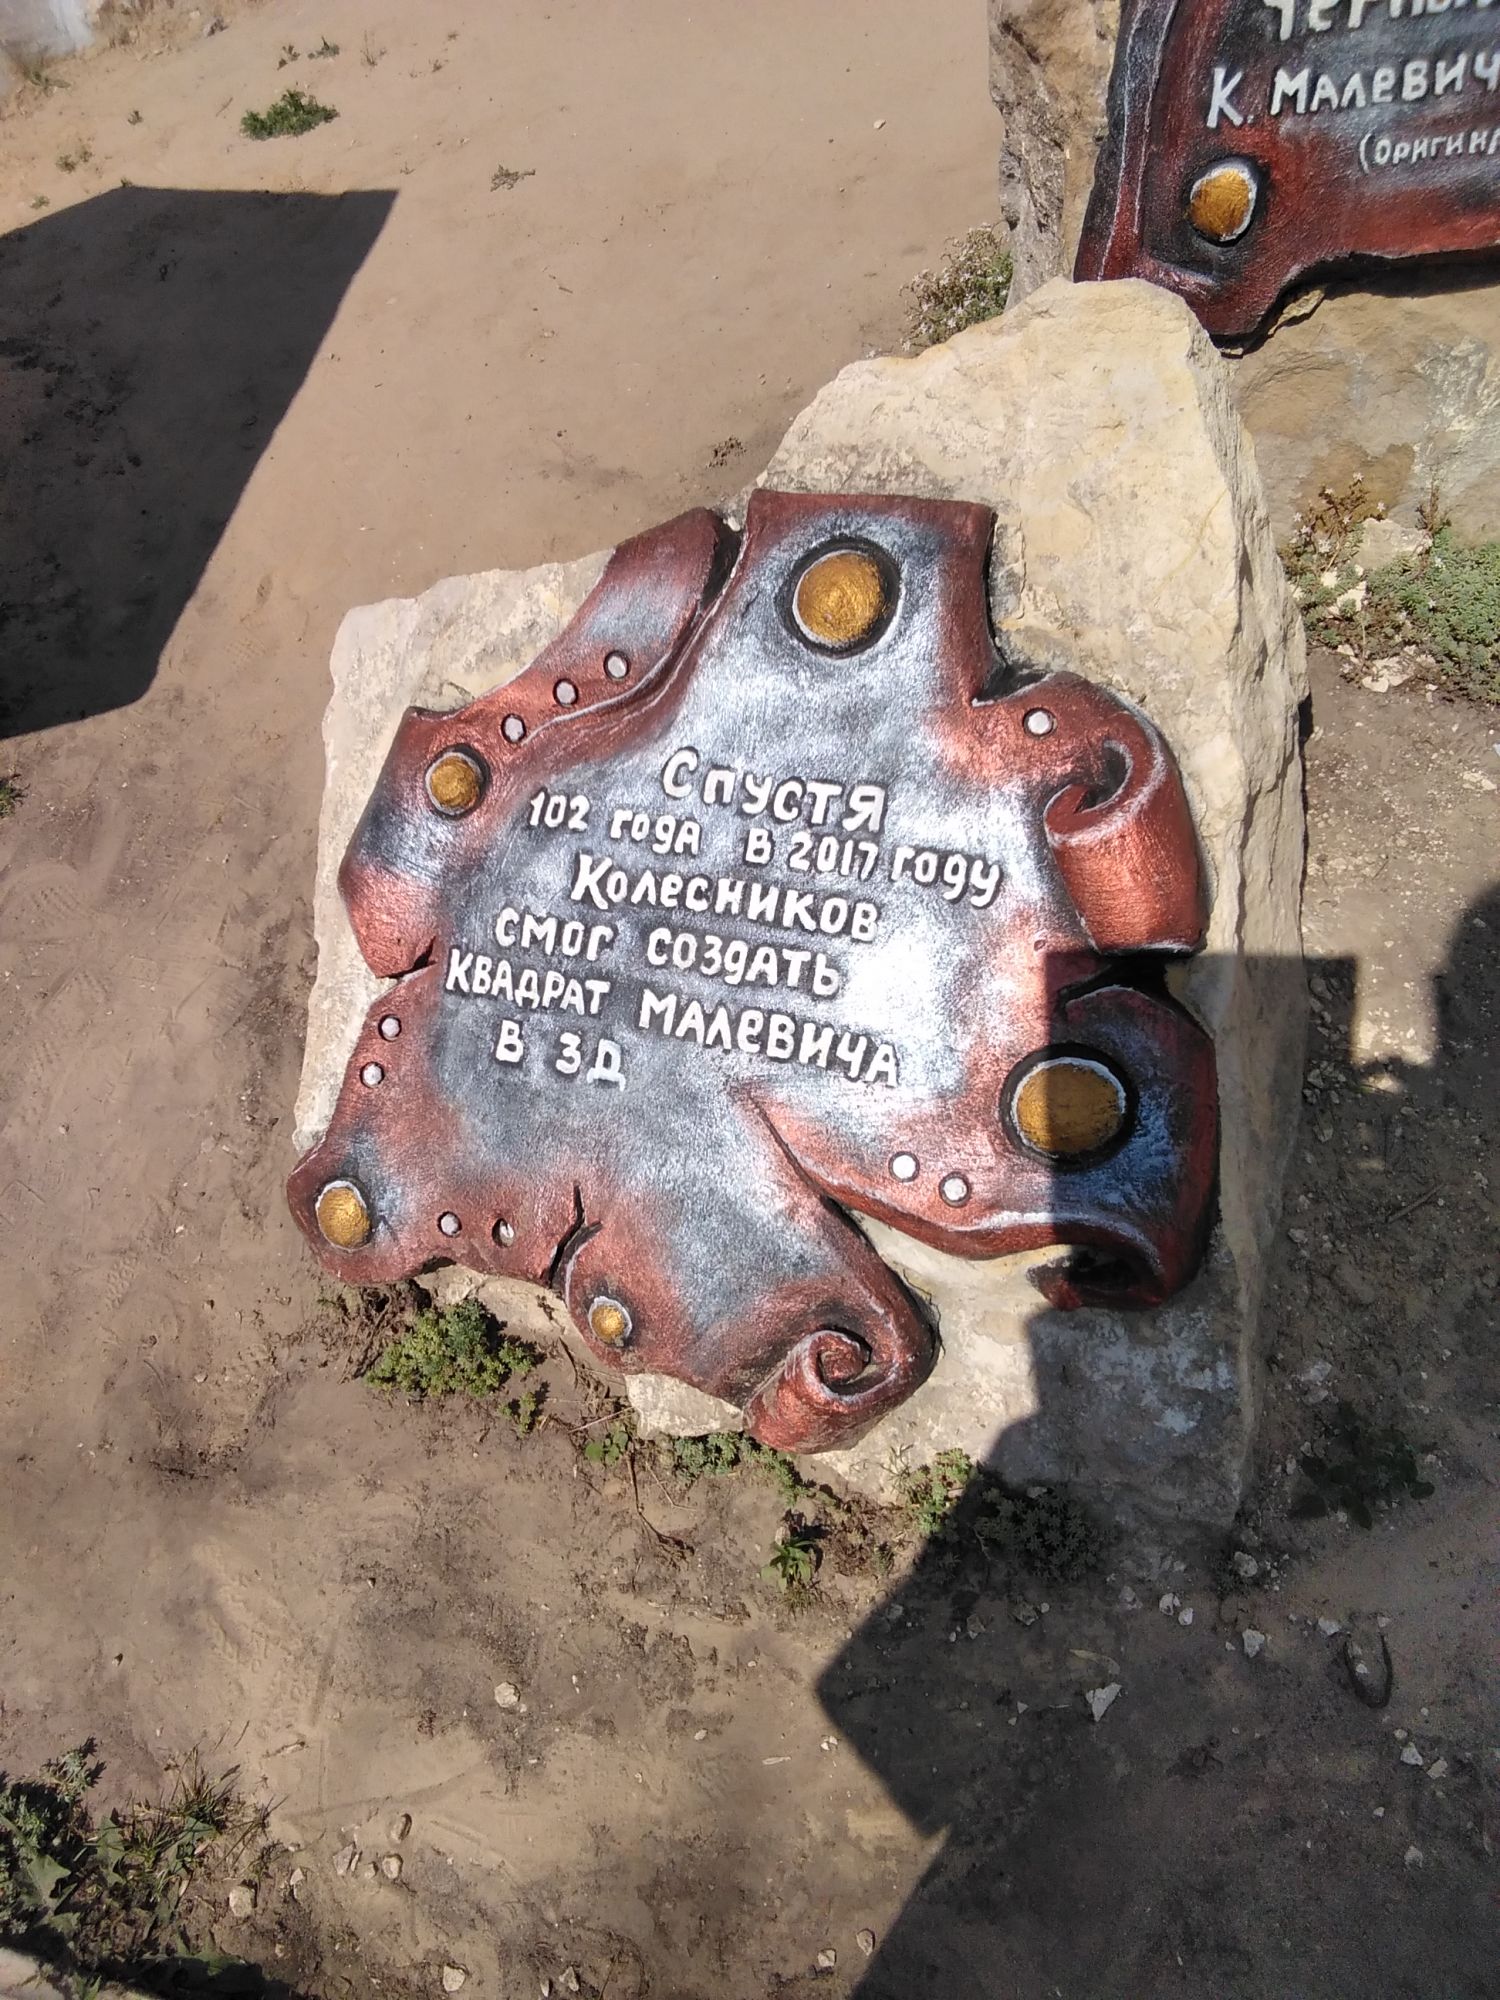 К. МАЛЕВИЧ
Спустя
102 года в 2017 году
Колесников
смог создать
квадрат Малевича
в 3Д